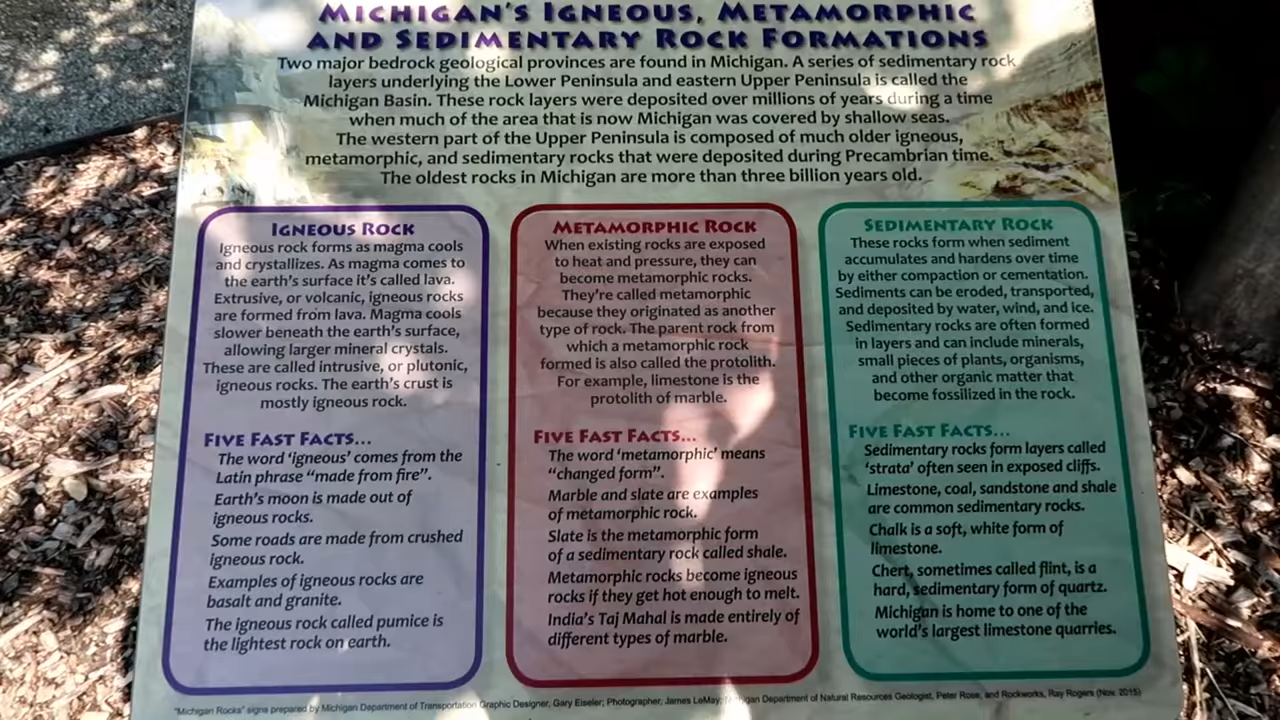 MICHIGAN'S IGNEOUS, METAMORPHIC
AND SEDIMENTARY ROCK FORMATIONS
Two major bedrock geological provinces are found in Michigan. A series of sedimentary rock
layers underlying the Lower Peninsula and eastern Upper Peninsula is called the
Michigan Basin. These rock layers were deposited over millions of years during a time
when much of the area that is now Michigan was covered by shallow seas.
The western part of the Upper Peninsula is composed of much older igneous,
metamorphic, and sedimentary rocks that were deposited during Precambrian time.
The oldest rocks in Michigan are more than three billion years old.
IGNEOUS ROCK
Igneous rock forms as magma cools
and crystallizes. As magma comes to
the earth's surface it's called lava.
Extrusive, or volcanic, igneous rocks
are formed from lava. Magma cools
slower beneath the earth's surface,
allowing larger mineral crystals.
These are called intrusive, or plutonic,
igneous rocks. The earth's crust is
mostly igneous rock.
FIVE FAST FACTS...
The word 'igneous' comes from the
Latin phrase "made from fire".
Earth's moon is made out of
igneous rocks.
Some roads are made from crushed
igneous rock.
Examples of igneous rocks are
basalt and granite.
The igneous rock called pumice is
the lightest rock on earth.
METAMORPHIC ROCK
When existing rocks are exposed
to heat and pressure, they can
become metamorphic rocks.
They're called metamorphic
because they originated as another
type of rock. The parent rock from
which a metamorphic rock
formed is also called the protolith.
For example, limestone is the
protolith of marble.
FIVE FAST FACTS...
The word 'metamorphic' means
"changed form".
Marble and slate are examples
of metamorphic rock.
Slate is the metamorphic form
of a sedimentary rock called shale.
Metamorphic rocks become igneous
rocks if they get hot enough to melt.
India's Taj Mahal is made entirely of
different types of marble.
SEDIMENTARY ROCK
These rocks form when sediment
accumulates and hardens over time
by either compaction or cementation.
Sediments can be eroded, transported,
and deposited by water, wind, and ice.
Sedimentary rocks are often formed
in layers and can include minerals,
small pieces of plants, organisms,
and other organic matter that
become fossilized in the rock.
FIVE FAST FACTS...
Sedimentary rocks form layers called
'strata' often seen in exposed cliffs.
Limestone, coal, sandstone and shale
are common sedimentary rocks.
Chalk is a soft, white form of
limestone.
Chert, sometimes called flint, is a
hard, sedimentary form of quartz.
Michigan is home to one of the
world's largest limestone quarries.
"Michigan Rocks" signs prepared by Michigan Department of Transportation Graphic Designer, Gary Eiseler; Photographer, James LeMay; Michigan Department of Natural Resources Geologist, Peter Rose, and Rockworks, Ray Rogers (Nov. 2015)